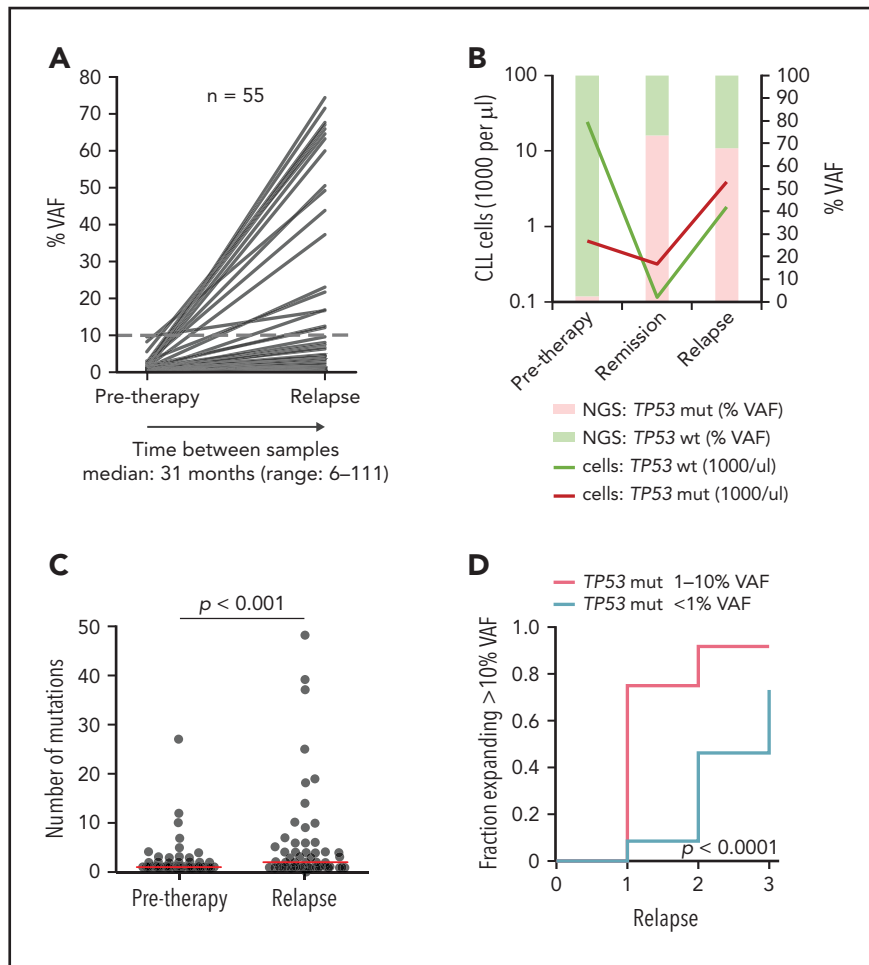 A
80
70
60
50
40
30
20
10
0
% VAF
n = 55
Pre-therapy
Relapse
Time between samples
median: 31 months (range: 6–111)
B
100
10
1
0.1
CLL cells (1000 per μl)
100
90
80
70
60
50
40
30
20
10
0
% VAF
Pre-therapy
Remission
Relapse
NGS: TP53 mut (% VAF)
NGS: TP53 wt (% VAF)
cells: TP53 wt (1000/ul)
cells: TP53 mut (1000/ul)
C
p < 0.001
50
40
30
20
10
0
Number of mutations
Pre-therapy
Relapse
D
TP53 mut 1–10% VAF
TP53 mut <1% VAF
1.0
0.8
0.6
0.4
0.2
0
Fraction expanding >10% VAF
p < 0.0001
0
1
2
3
Relapse